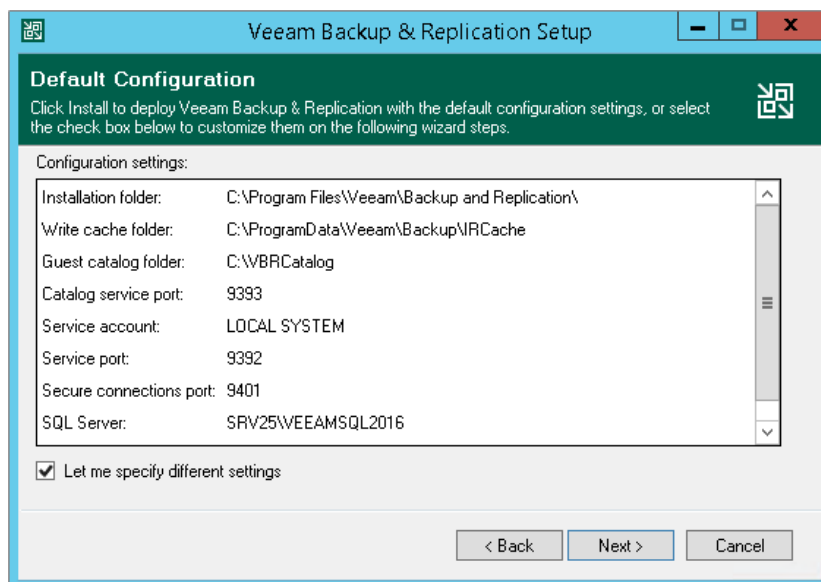 Veeam Backup & Replication Setup
Default Configuration
Click Install to deploy Veeam Backup & Replication with the default configuration settings, or select
the check box below to customize them on the following wizard steps.
Configuration settings:
Installation folder: C:\Program Files\Veeam\Backup and Replication\
Write cache folder: C:\ProgramData\Veeam\Backup\IRCache
Guest catalog folder: C:\VBRCatalog
Catalog service port: 9393
Service account: LOCAL SYSTEM
Service port: 9392
Secure connections port: 9401
SQL Server: SRV25\VEEAMSQL2016
Let me specify different settings
< Back Next > Cancel